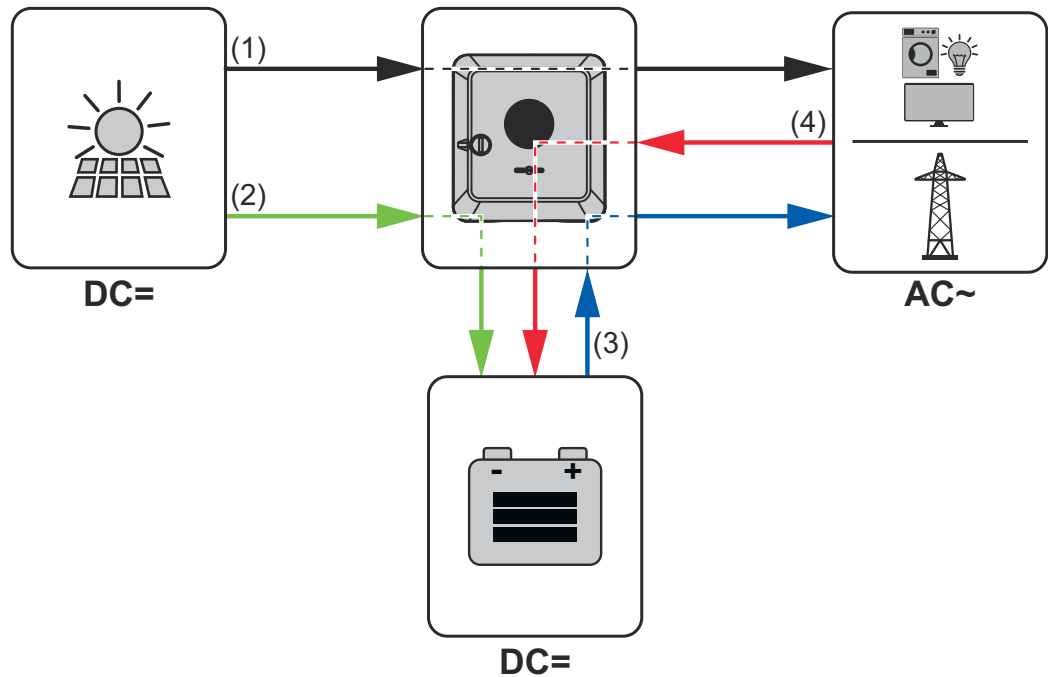 (1)
(4)
(2)
DC=
AC~
(3)
- +
DC=